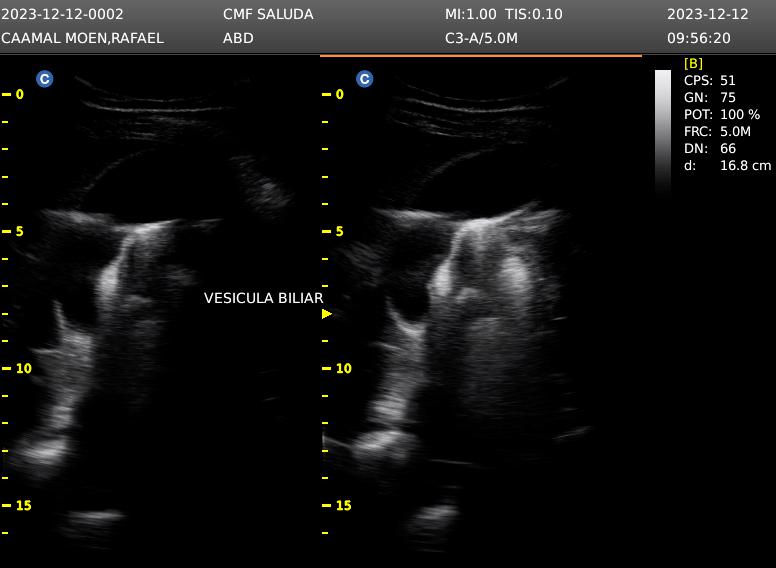 2023-12-12-0002 CMF SALUDA MI:1.00 TIS:0.10 2023-12-12
CAAMAL MOEN,RAFAEL ABD C3-A/5.0M 09:56:20
C C
[B]
CPS: 51
GN: 75
POT: 100 %
FRC: 5.0M
DN: 66
d: 16.8 cm
0 0
5 5
VESICULA BILIAR
10 10
15 15